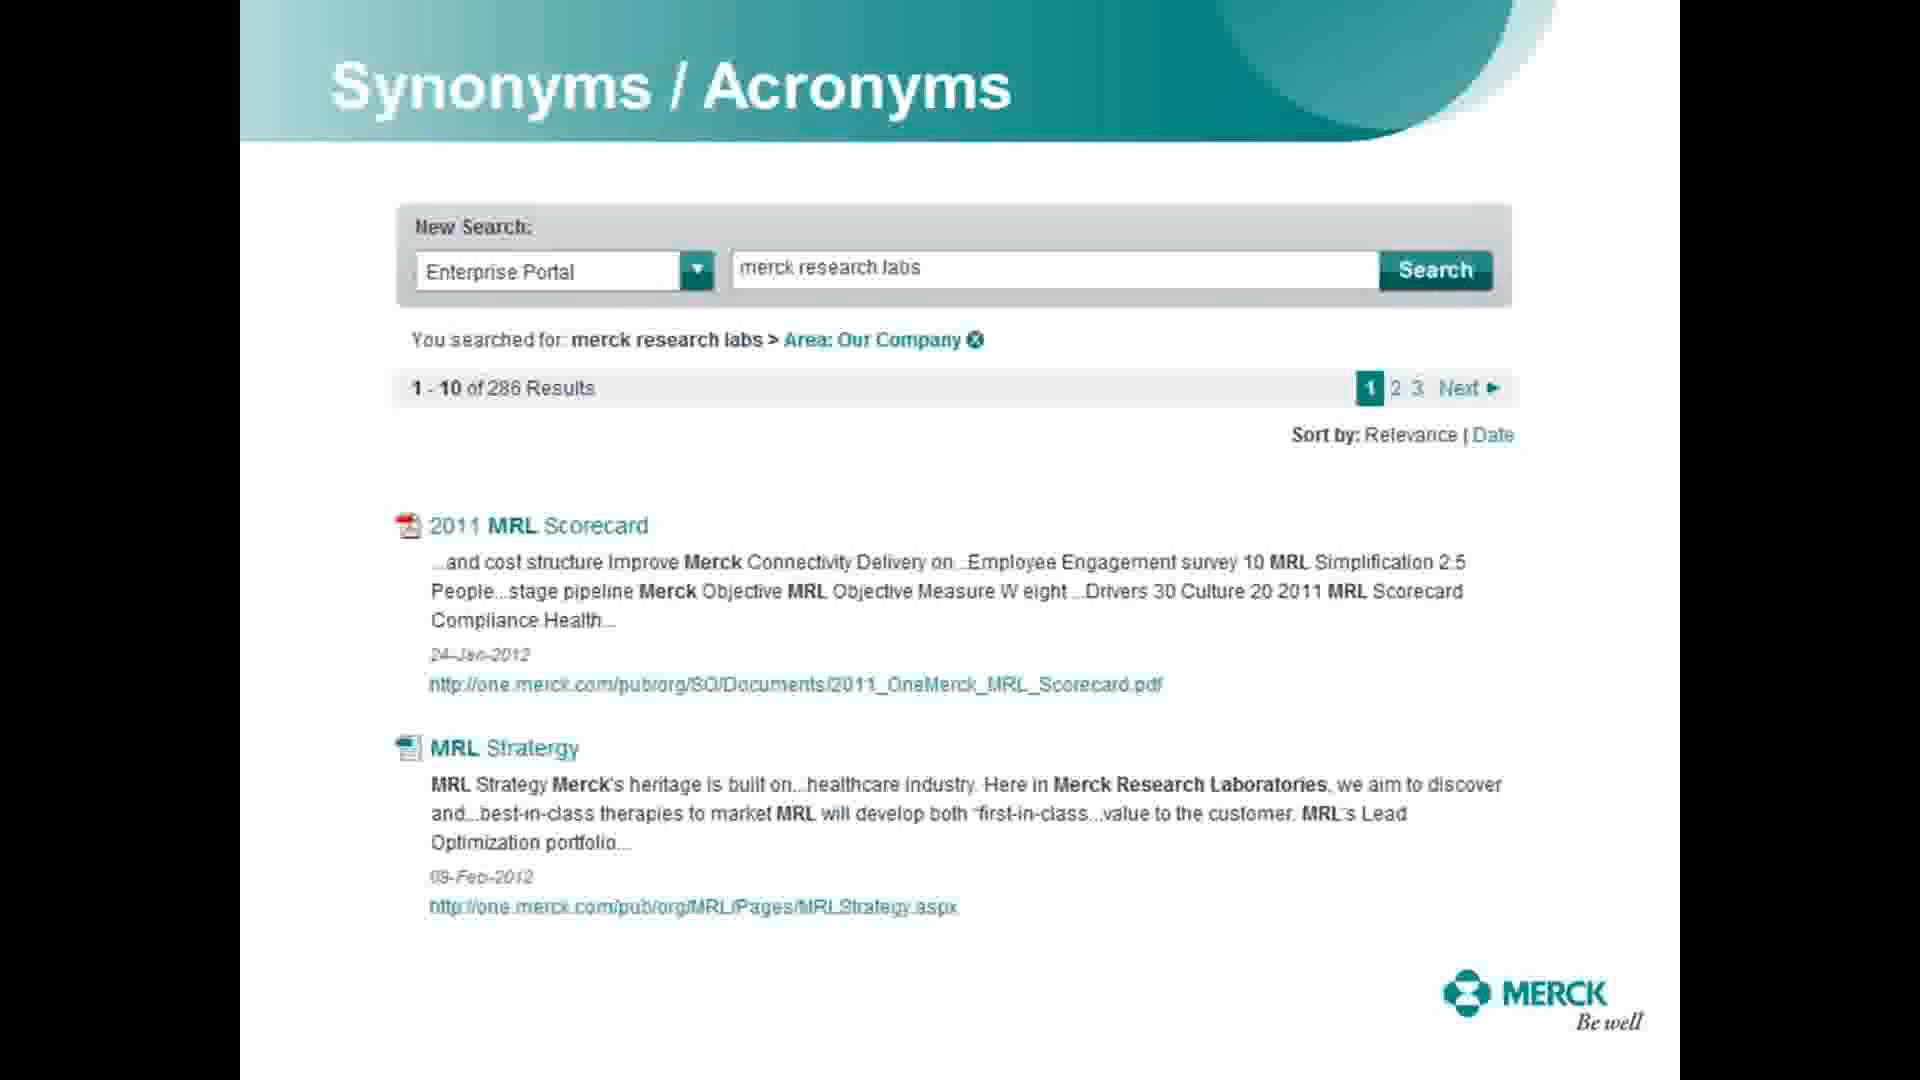 Synonyms / Acronyms
New Search:
Enterprise Portal
merck research labs
Search
You searched for: merck research labs > Area: Our Company
1 - 10 of 286 Results
1 2 3 Next ►
Sort by: Relevance | Date
2011 MRL Scorecard
...and cost structure Improve Merck Connectivity Delivery on...Employee Engagement survey 10 MRL Simplification 2.5
People...stage pipeline Merck Objective MRL Objective Measure W eight ...Drivers 30 Culture 20 2011 MRL Scorecard
Compliance Health...
24-Jan-2012
http://one.merck.com/pub/org/SO/Documents/2011_OneMerck_MRL_Scorecard.pdf
MRL Stratergy
MRL Strategy Merck's heritage is built on...healthcare industry. Here in Merck Research Laboratories, we aim to discover
and...best-in-class therapies to market MRL will develop both "first-in-class...value to the customer. MRL's Lead
Optimization portfolio...
09-Feb-2012
http://one.merck.com/pub/org/MRL/Pages/MRLStrategy.aspx
MERCK
Be well